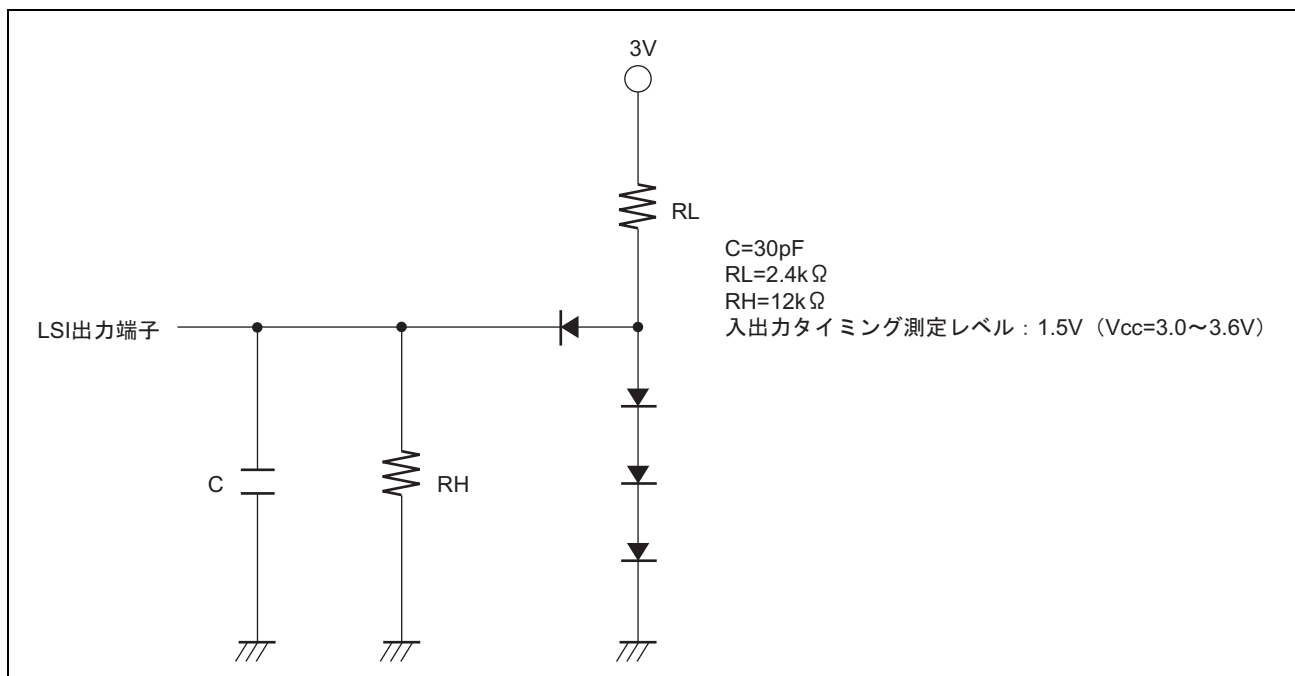 3V
RL
C=30pF
RL=2.4kΩ
RH=12kΩ
入出力タイミング測定レベル：1.5V（Vcc=3.0～3.6V）
LSI出力端子
C
RH